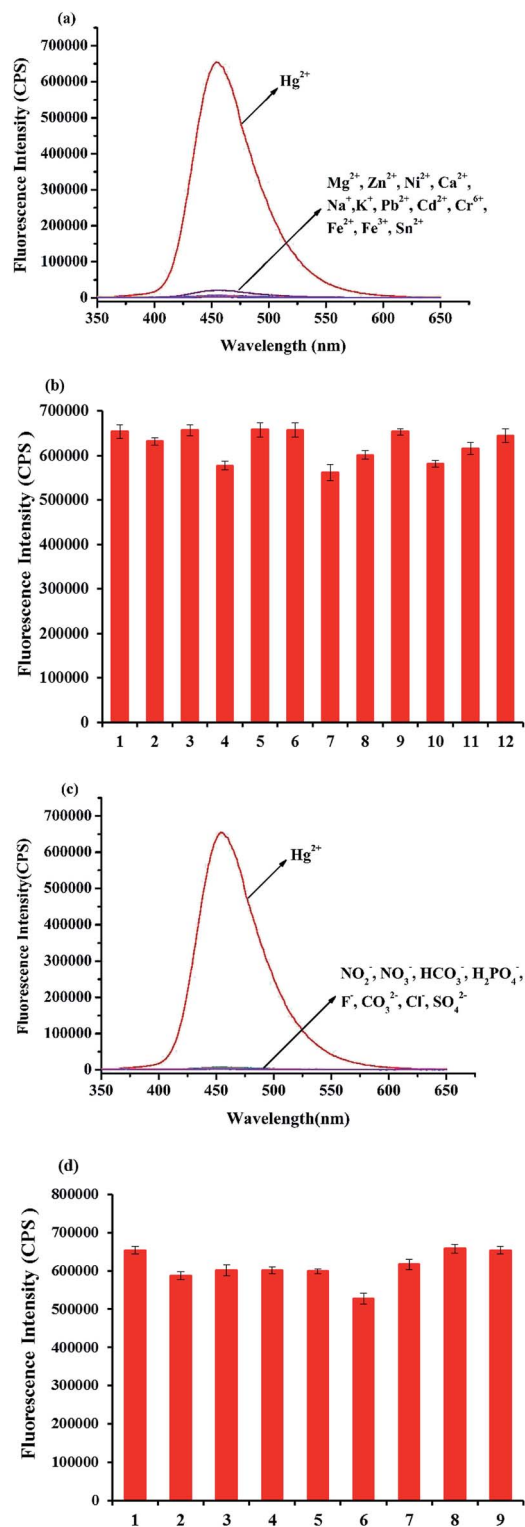 (a)
Fluorescence Intensity (CPS)
700000
600000
500000
400000
300000
200000
100000
0
Hg²⁺
Mg²⁺, Zn²⁺, Ni²⁺, Ca²⁺,
Na⁺,K⁺, Pb²⁺, Cd²⁺, Cr⁶⁺,
Fe²⁺, Fe³⁺, Sn²⁺
350 400 450 500 550 600 650
Wavelength (nm)
(b)
Fluorescence Intensity (CPS )
700000
600000
500000
400000
300000
200000
100000
0
1 2 3 4 5 6 7 8 9 10 11 12
(c)
Fluorescence Intensity(CPS)
700000
600000
500000
400000
300000
200000
100000
0
Hg²⁺
NO₂⁻, NO₃⁻, HCO₃⁻, H₂PO₄⁻,
F⁻, CO₃²⁻, Cl⁻, SO₄²⁻
350 400 450 500 550 600 650
Wavelength(nm)
(d)
Fluorescence Intensity (CPS)
800000
700000
600000
500000
400000
300000
200000
100000
0
1 2 3 4 5 6 7 8 9